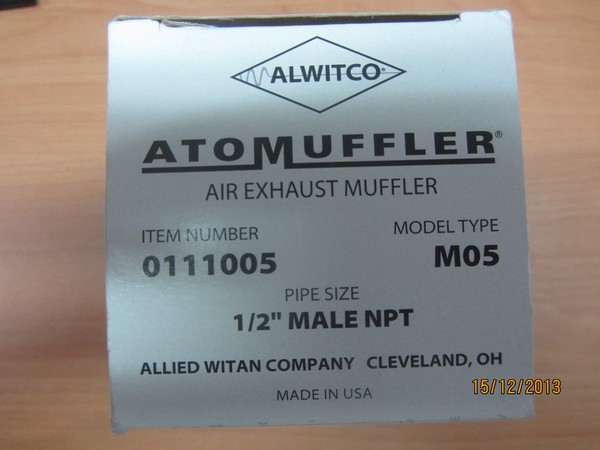 ALWITCO®
ATOMUFFLER®
AIR EXHAUST MUFFLER
ITEM NUMBER MODEL TYPE
0111005 M05
PIPE SIZE
1/2" MALE NPT
ALLIED WITAN COMPANY CLEVELAND, OH
MADE IN USA
15/12/2013